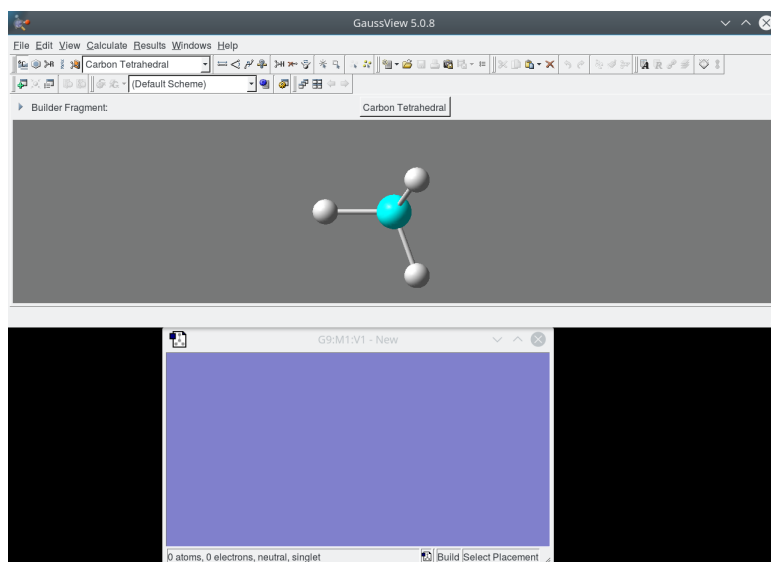 GaussView 5.0.8
File Edit View Calculate Results Windows Help
Carbon Tetrahedral
(Default Scheme)
Builder Fragment: Carbon Tetrahedral
G9:M1:V1 - New
0 atoms, 0 electrons, neutral, singlet Build Select Placement